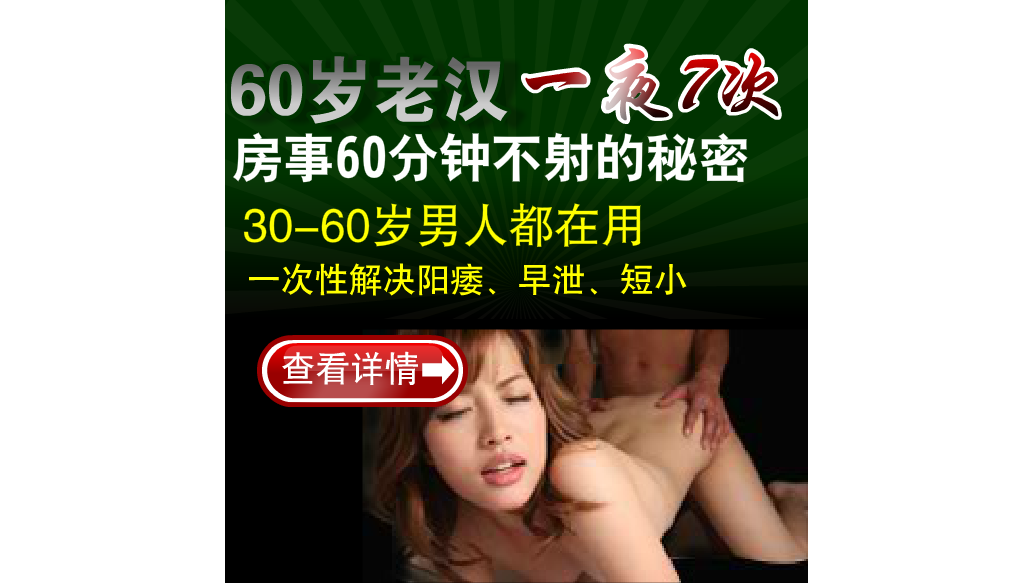 60岁老汉一夜7次
房事60分钟不射的秘密
30-60岁男人都在用
一次性解决阳痿、早泄、短小
查看详情